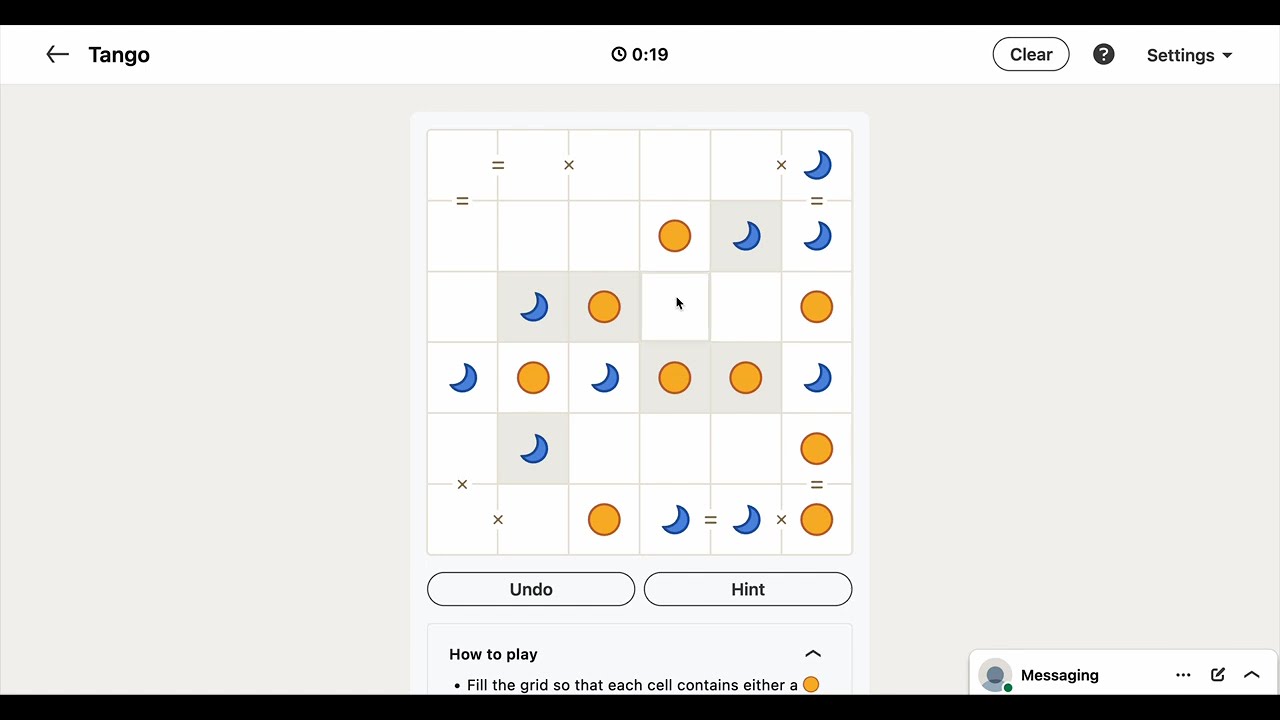 Tango
0:19
Clear
?
Settings
= × ×
= =
× =
× = ×
Undo
Hint
How to play
• Fill the grid so that each cell contains either a
Messaging